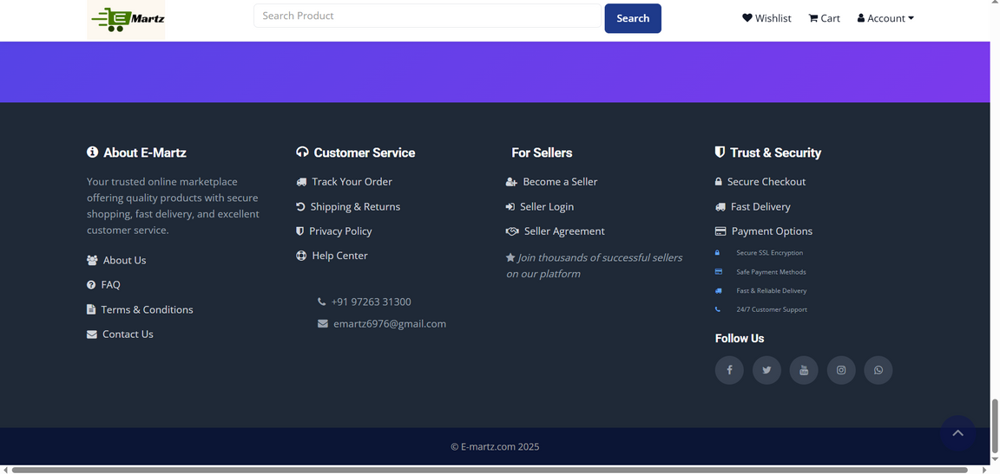 E Martz
Search Product
Search
Wishlist
Cart
Account
About E-Martz
Your trusted online marketplace
offering quality products with secure
shopping, fast delivery, and excellent
customer service.
About Us
FAQ
Terms & Conditions
Contact Us
Customer Service
Track Your Order
Shipping & Returns
Privacy Policy
Help Center
+91 97263 31300
emartz6976@gmail.com
For Sellers
Become a Seller
Seller Login
Seller Agreement
Join thousands of successful sellers
on our platform
Trust & Security
Secure Checkout
Fast Delivery
Payment Options
Secure SSL Encryption
Safe Payment Methods
Fast & Reliable Delivery
24/7 Customer Support
Follow Us
© E-martz.com 2025